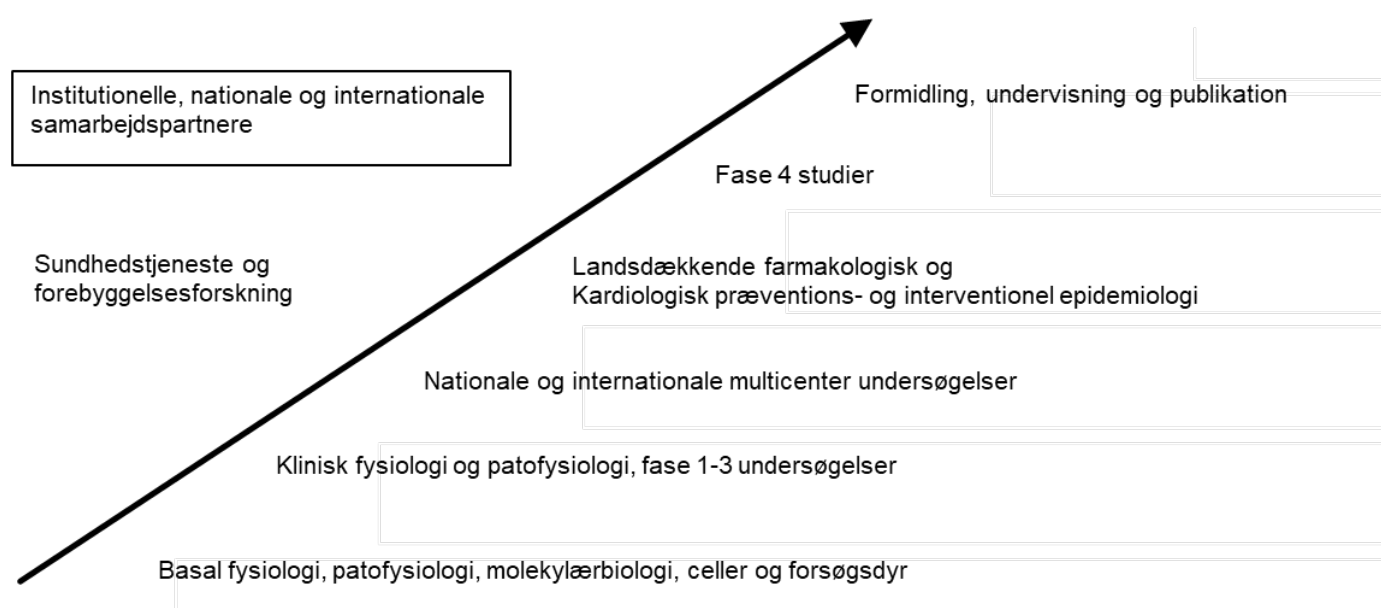 Institutionelle, nationale og internationale
samarbejdspartnere
Formidling, undervisning og publikation
Fase 4 studier
Sundhedstjeneste og
forebyggelsesforskning
Landsdækkende farmakologisk og
Kardiologisk præventions- og interventionel epidemiologi
Nationale og internationale multicenter undersøgelser
Klinisk fysiologi og patofysiologi, fase 1-3 undersøgelser
Basal fysiologi, patofysiologi, molekylærbiologi, celler og forsøgsdyr